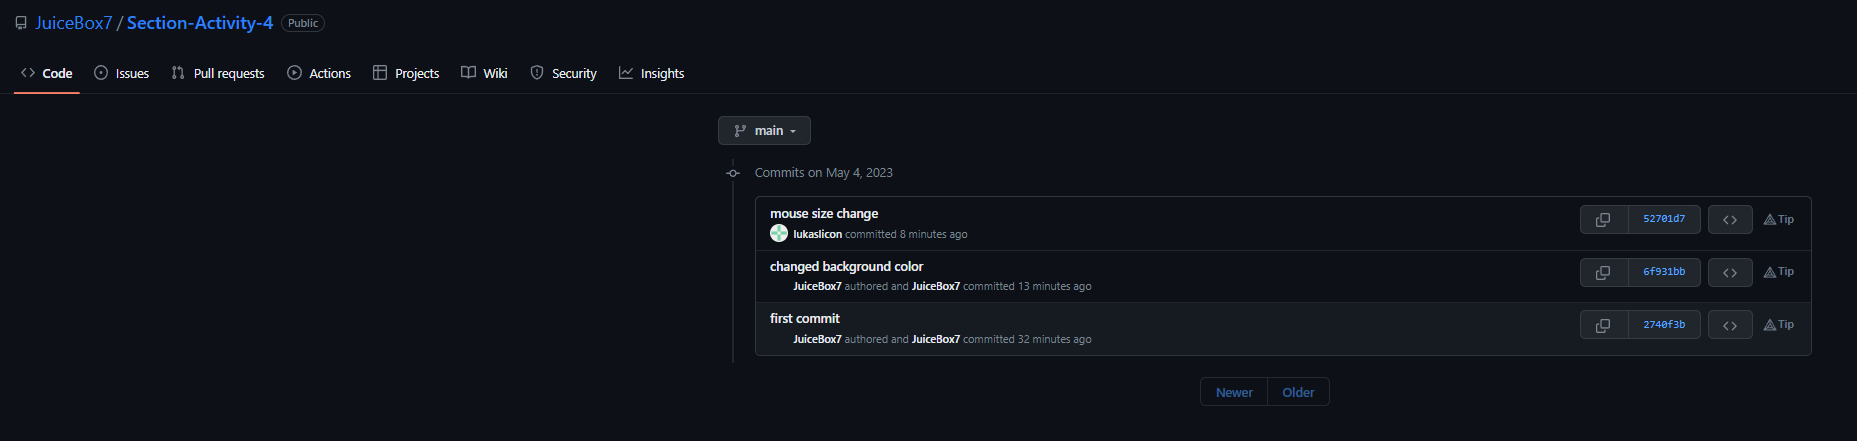 JuiceBox7 / Section-Activity-4 Public
Code Issues Pull requests Actions Projects Wiki Security Insights
main
Commits on May 4, 2023
mouse size change
52701d7 Tip
lukaslicon committed 8 minutes ago
changed background color
6f931bb Tip
JuiceBox7 authored and JuiceBox7 committed 13 minutes ago
first commit
2740f3b Tip
JuiceBox7 authored and JuiceBox7 committed 32 minutes ago
Newer Older